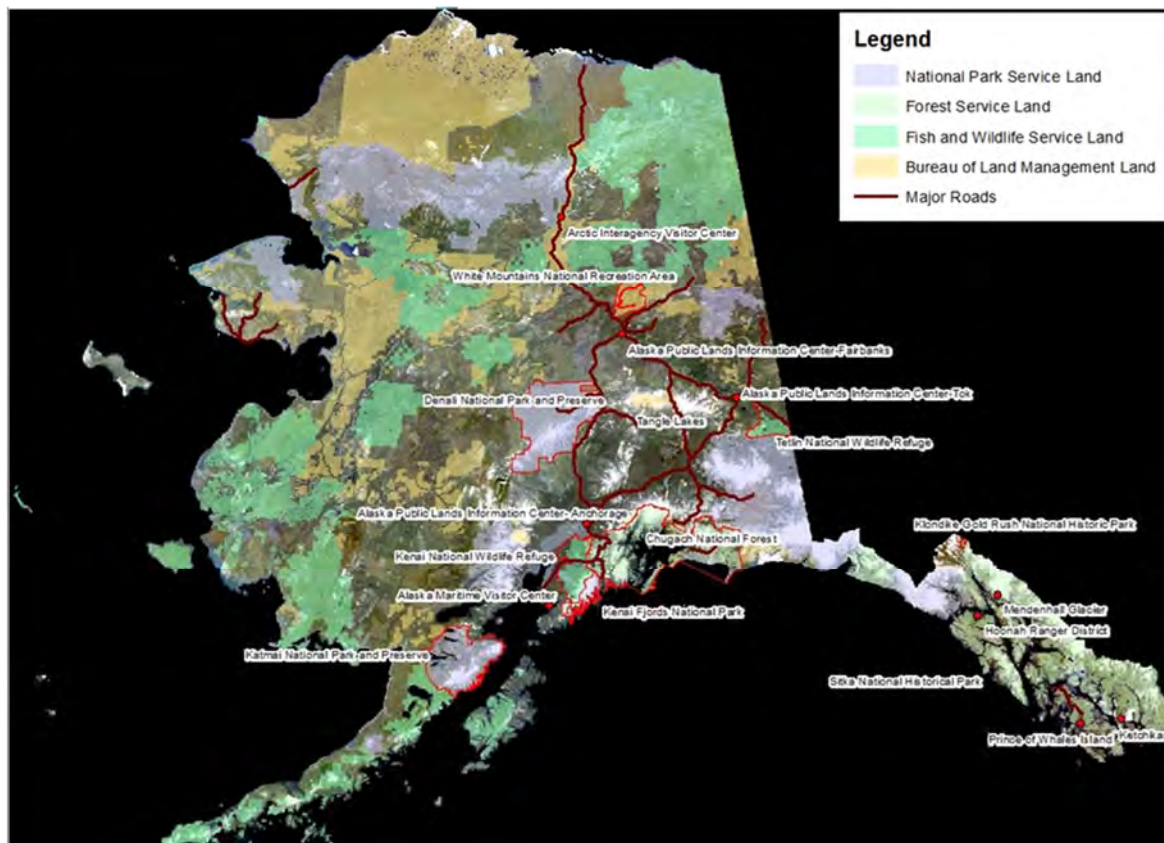 Legend
National Park Service Land
Forest Service Land
Fish and Wildlife Service Land
Bureau of Land Management Land
Major Roads
Arctic Interagency Visitor Center
White Mountains National Recreation Area
Alaska Public Lands Information Center-Fairbanks
Denali National Park and Preserve
Alaska Public Lands Information Center-Tok
Tangle Lakes
Tetlin National Wildlife Refuge
Alaska Public Lands Information Center- Anchorage
Klondike Gold Rush National Historic Park
Chugach National Forest
Kenai National Wildlife Refuge
Alaska Maritime Visitor Center
Kenai Fjords National Park
Mendenhall Glacier
Hoonah Ranger District
Katmai National Park and Preserve
Sitka National Historical Park
Prince of Whales Island
Ketchika